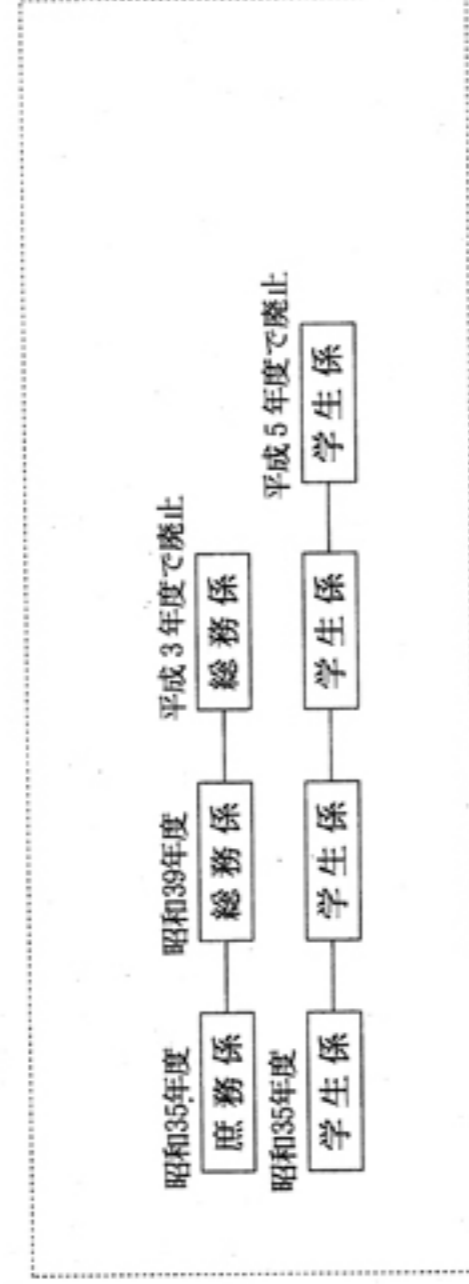 昭和35年度 昭和39年度 平成3年度で廃止
庶務係 総務係 総務係
昭和35年度 平成5年度で廃止
学生係 学生係 学生係 学生係